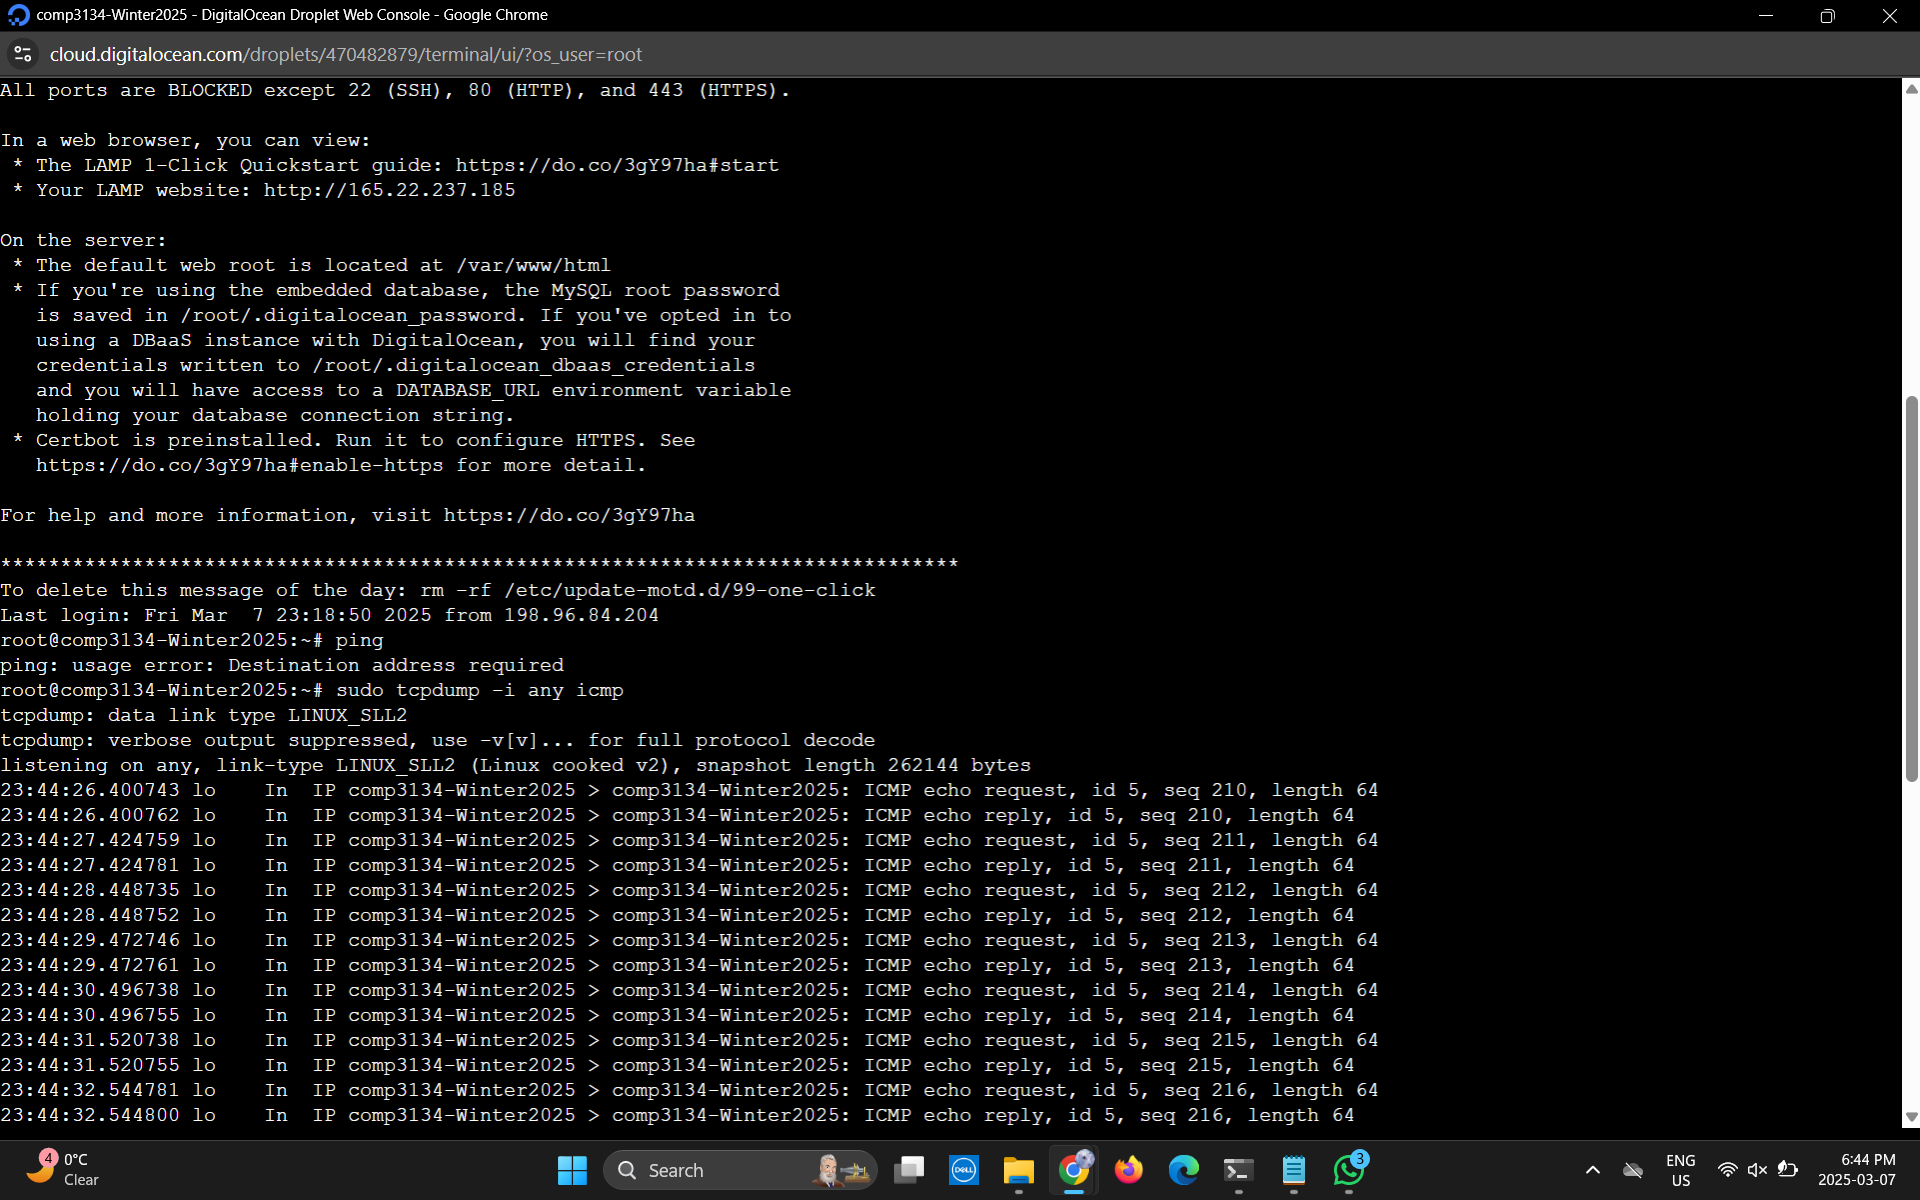 comp3134-Winter2025 - DigitalOcean Droplet Web Console - Google Chrome
cloud.digitalocean.com/droplets/470482879/terminal/ui/?os_user=root
All ports are BLOCKED except 22 (SSH), 80 (HTTP), and 443 (HTTPS).
In a web browser, you can view:
* The LAMP 1-Click Quickstart guide: https://do.co/3gY97ha#start
* Your LAMP website: http://165.22.237.185
On the server:
* The default web root is located at /var/www/html
* If you're using the embedded database, the MySQL root password
is saved in /root/.digitalocean_password. If you've opted in to
using a DBaaS instance with DigitalOcean, you will find your
credentials written to /root/.digitalocean_dbaas_credentials
and you will have access to a DATABASE_URL environment variable
holding your database connection string.
* Certbot is preinstalled. Run it to configure HTTPS. See
https://do.co/3gY97ha#enable-https for more detail.
For help and more information, visit https://do.co/3gY97ha
********************************************************************************
To delete this message of the day: rm -rf /etc/update-motd.d/99-one-click
Last login: Fri Mar  7 23:18:50 2025 from 198.96.84.204
root@comp3134-Winter2025:~# ping
ping: usage error: Destination address required
root@comp3134-Winter2025:~# sudo tcpdump -i any icmp
tcpdump: data link type LINUX_SLL2
tcpdump: verbose output suppressed, use -v[v]... for full protocol decode
listening on any, link-type LINUX_SLL2 (Linux cooked v2), snapshot length 262144 bytes
23:44:26.400743 lo    In  IP comp3134-Winter2025 > comp3134-Winter2025: ICMP echo request, id 5, seq 210, length 64
23:44:26.400762 lo    In  IP comp3134-Winter2025 > comp3134-Winter2025: ICMP echo reply, id 5, seq 210, length 64
23:44:27.424759 lo    In  IP comp3134-Winter2025 > comp3134-Winter2025: ICMP echo request, id 5, seq 211, length 64
23:44:27.424781 lo    In  IP comp3134-Winter2025 > comp3134-Winter2025: ICMP echo reply, id 5, seq 211, length 64
23:44:28.448735 lo    In  IP comp3134-Winter2025 > comp3134-Winter2025: ICMP echo request, id 5, seq 212, length 64
23:44:28.448752 lo    In  IP comp3134-Winter2025 > comp3134-Winter2025: ICMP echo reply, id 5, seq 212, length 64
23:44:29.472746 lo    In  IP comp3134-Winter2025 > comp3134-Winter2025: ICMP echo request, id 5, seq 213, length 64
23:44:29.472761 lo    In  IP comp3134-Winter2025 > comp3134-Winter2025: ICMP echo reply, id 5, seq 213, length 64
23:44:30.496738 lo    In  IP comp3134-Winter2025 > comp3134-Winter2025: ICMP echo request, id 5, seq 214, length 64
23:44:30.496755 lo    In  IP comp3134-Winter2025 > comp3134-Winter2025: ICMP echo reply, id 5, seq 214, length 64
23:44:31.520738 lo    In  IP comp3134-Winter2025 > comp3134-Winter2025: ICMP echo request, id 5, seq 215, length 64
23:44:31.520755 lo    In  IP comp3134-Winter2025 > comp3134-Winter2025: ICMP echo reply, id 5, seq 215, length 64
23:44:32.544781 lo    In  IP comp3134-Winter2025 > comp3134-Winter2025: ICMP echo request, id 5, seq 216, length 64
23:44:32.544800 lo    In  IP comp3134-Winter2025 > comp3134-Winter2025: ICMP echo reply, id 5, seq 216, length 64
4
0°C
Clear
Search
DELL
3
ENG
US
6:44 PM
2025-03-07